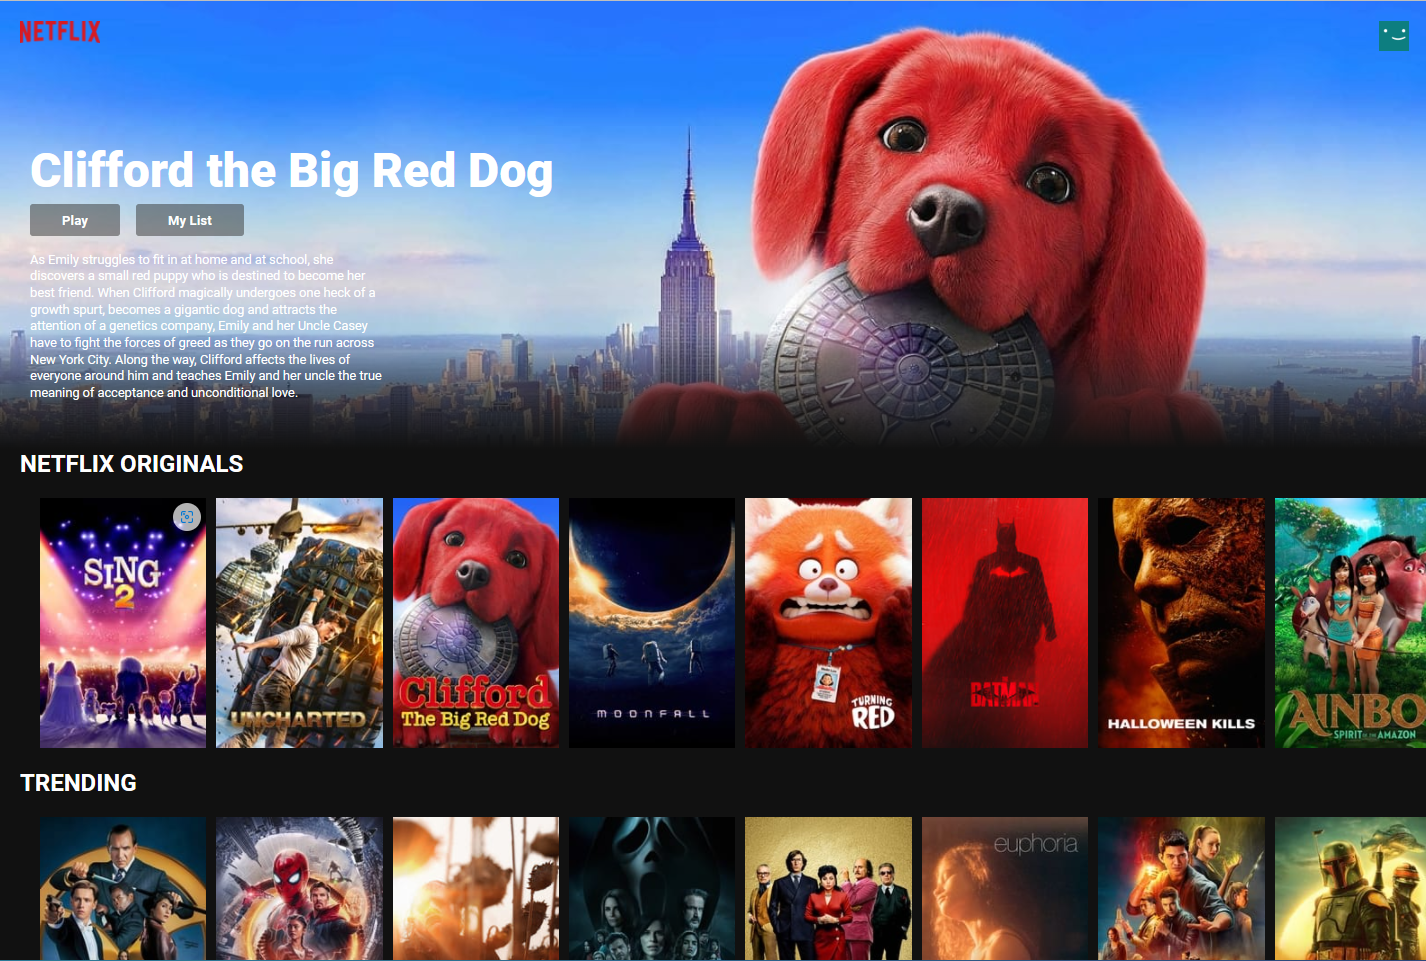 NETFLIX
Clifford the Big Red Dog
Play
My List
As Emily struggles to fit in at home and at school, she
discovers a small red puppy who is destined to become her
best friend. When Clifford magically undergoes one heck of a
growth spurt, becomes a gigantic dog and attracts the
attention of a genetics company, Emily and her Uncle Casey
have to fight the forces of greed as they go on the run across
New York City. Along the way, Clifford affects the lives of
everyone around him and teaches Emily and her uncle the true
meaning of acceptance and unconditional love.
N.Y.C.
NETFLIX ORIGINALS
SING
2
UNCHARTED
Clifford
The Big Red Dog
MOONFALL
TURNING
RED
BATMAN
HALLOWEEN KILLS
AINBO
SPIRIT OF THE AMAZON
TRENDING
euphoria